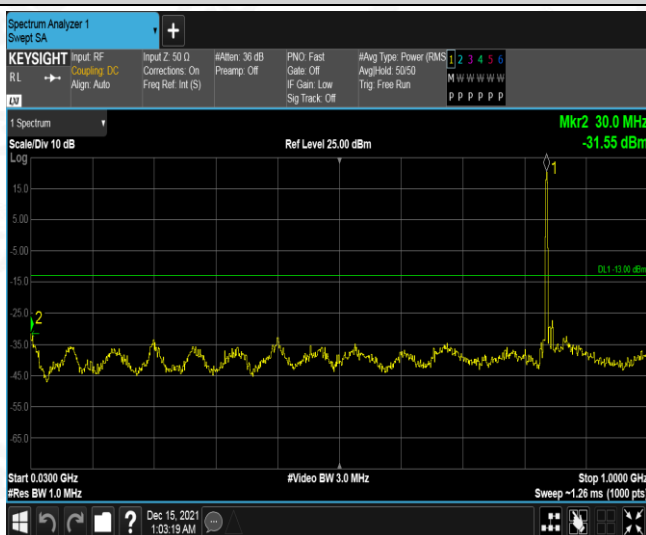 Spectrum Analyzer 1
Swept SA
KEYSIGHT
RL
LXI
Input: RF
Coupling: DC
Align: Auto
Input Z: 50 Ω
Corrections: On
Freq Ref: Int (S)
#Atten: 36 dB
Preamp: Off
PNO: Fast
Gate: Off
IF Gain: Low
Sig Track: Off
#Avg Type: Power (RMS
Avg|Hold: 50/50
Trig: Free Run
1 2 3 4 5 6
M W W W W W
P P P P P P
1 Spectrum
Scale/Div 10 dB
Ref Level 25.00 dBm
Mkr2 30.0 MHz
-31.55 dBm
Log
15.0
5.00
-5.00
-15.0
-25.0
-35.0
-45.0
-55.0
-65.0
1
DL1 -13.00 dBm
2
Start 0.0300 GHz
#Res BW 1.0 MHz
#Video BW 3.0 MHz
Stop 1.0000 GHz
Sweep ~1.26 ms (1000 pts)
?
Dec 15, 2021
1:03:19 AM